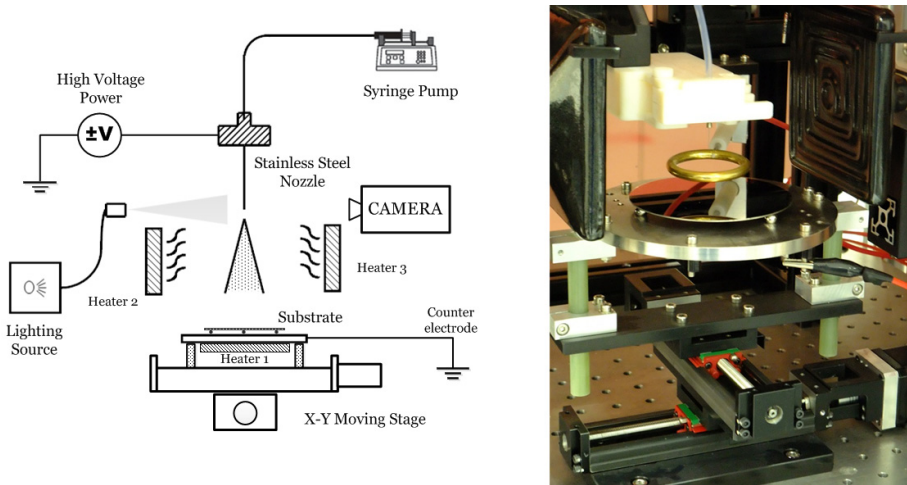 High Voltage
Power
±V
Syringe Pump
Stainless Steel
Nozzle
CAMERA
Heater 2
Heater 3
Lighting
Source
Substrate
Counter
electrode
Heater 1
X-Y Moving Stage